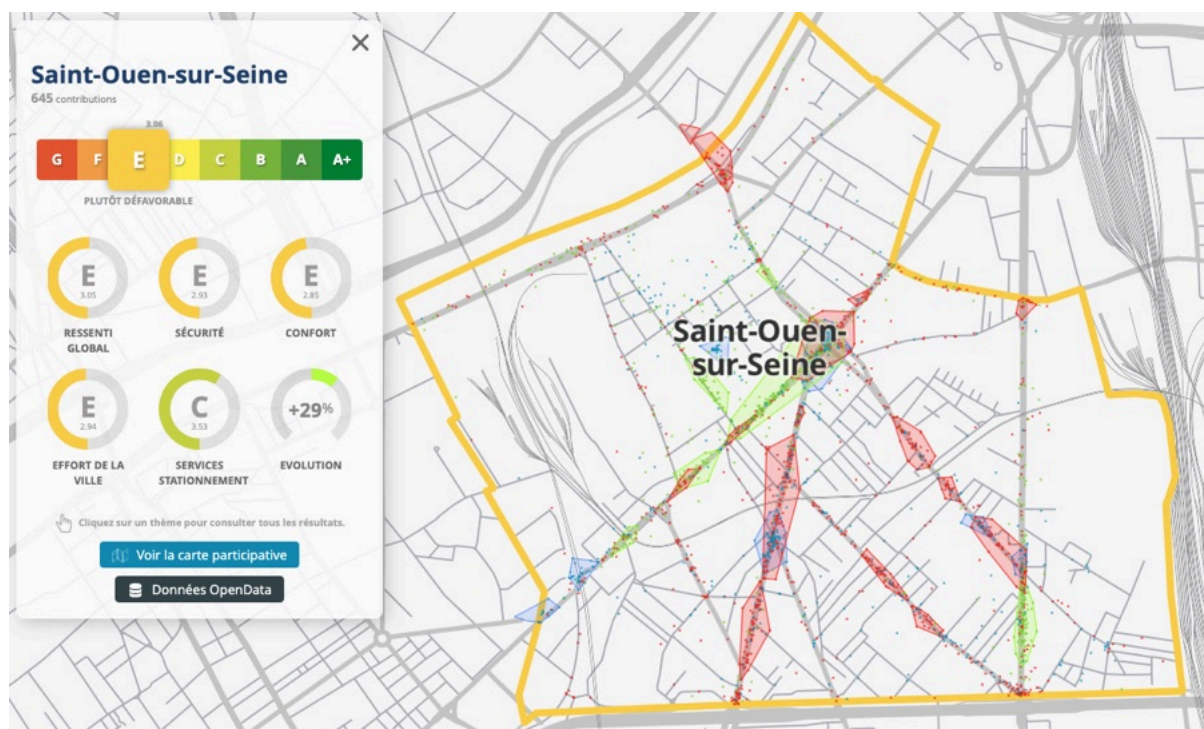 Saint-Ouen-sur-Seine
645 contributions
3.06
G F E D C B A A+
PLUTÔT DÉFAVORABLE
E
3.05
RESSENTI
GLOBAL
E
2.93
SÉCURITÉ
E
2.85
CONFORT
E
2.94
EFFORT DE LA
VILLE
C
3.53
SERVICES
STATIONNEMENT
+29%
EVOLUTION
Cliquez sur un thème pour consulter tous les résultats.
Voir la carte participative
Données OpenData
Saint-Ouen-
sur-Seine